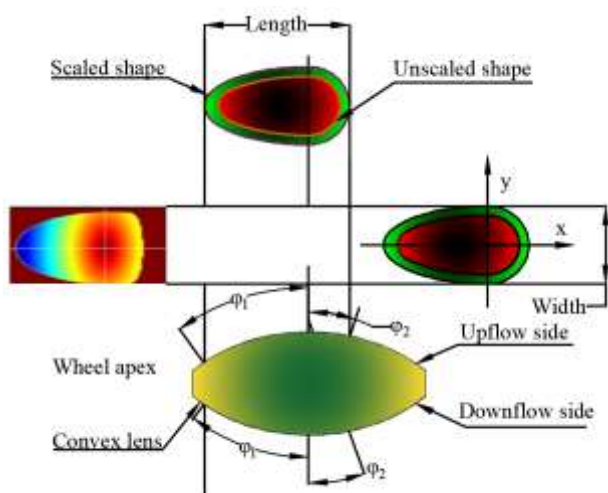 Length
Scaled shape
Unscaled shape
y
x
Width
φ1
φ2
Upflow side
Wheel apex
Downflow side
Convex lens
φ1
φ2